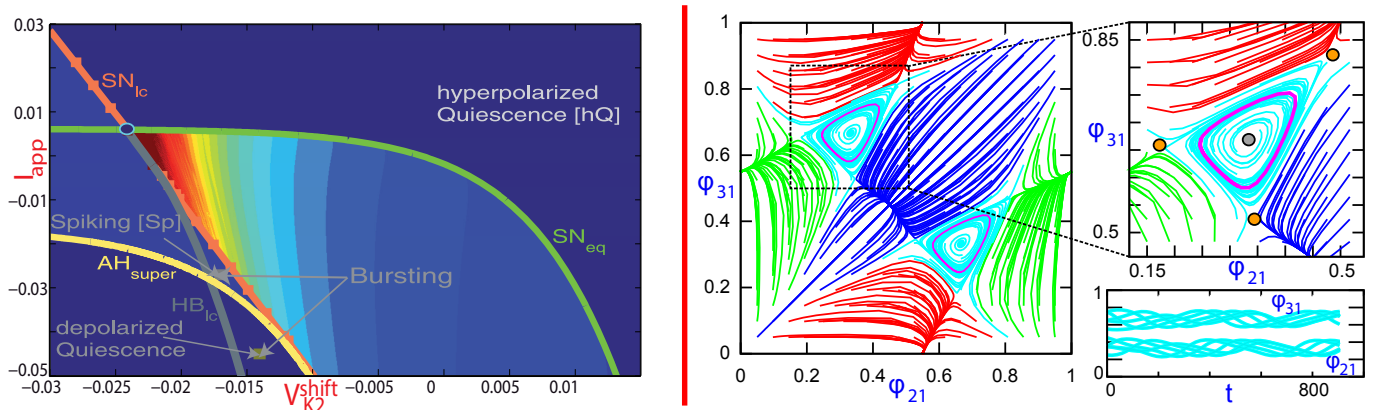 0.03
0.01
−0.01
−0.03
−0.05
I_app
SN_lc
hyperpolarized
Quiescence [hQ]
Spiking [Sp]
SN_eq
AH_super
Bursting
HB_lc
depolarized
Quiescence
−0.03 −0.025 −0.02 −0.015 −0.01 −0.005 0 0.005 0.01
V_K2^shift
1
0.8
0.6
φ_31
0.4
0.2
0
0 0.2 0.4 0.6 0.8 1
φ_21
0.85
φ_31
0.5
0.15 φ_21 0.5
1
φ_31
0
φ_21
0 t 800